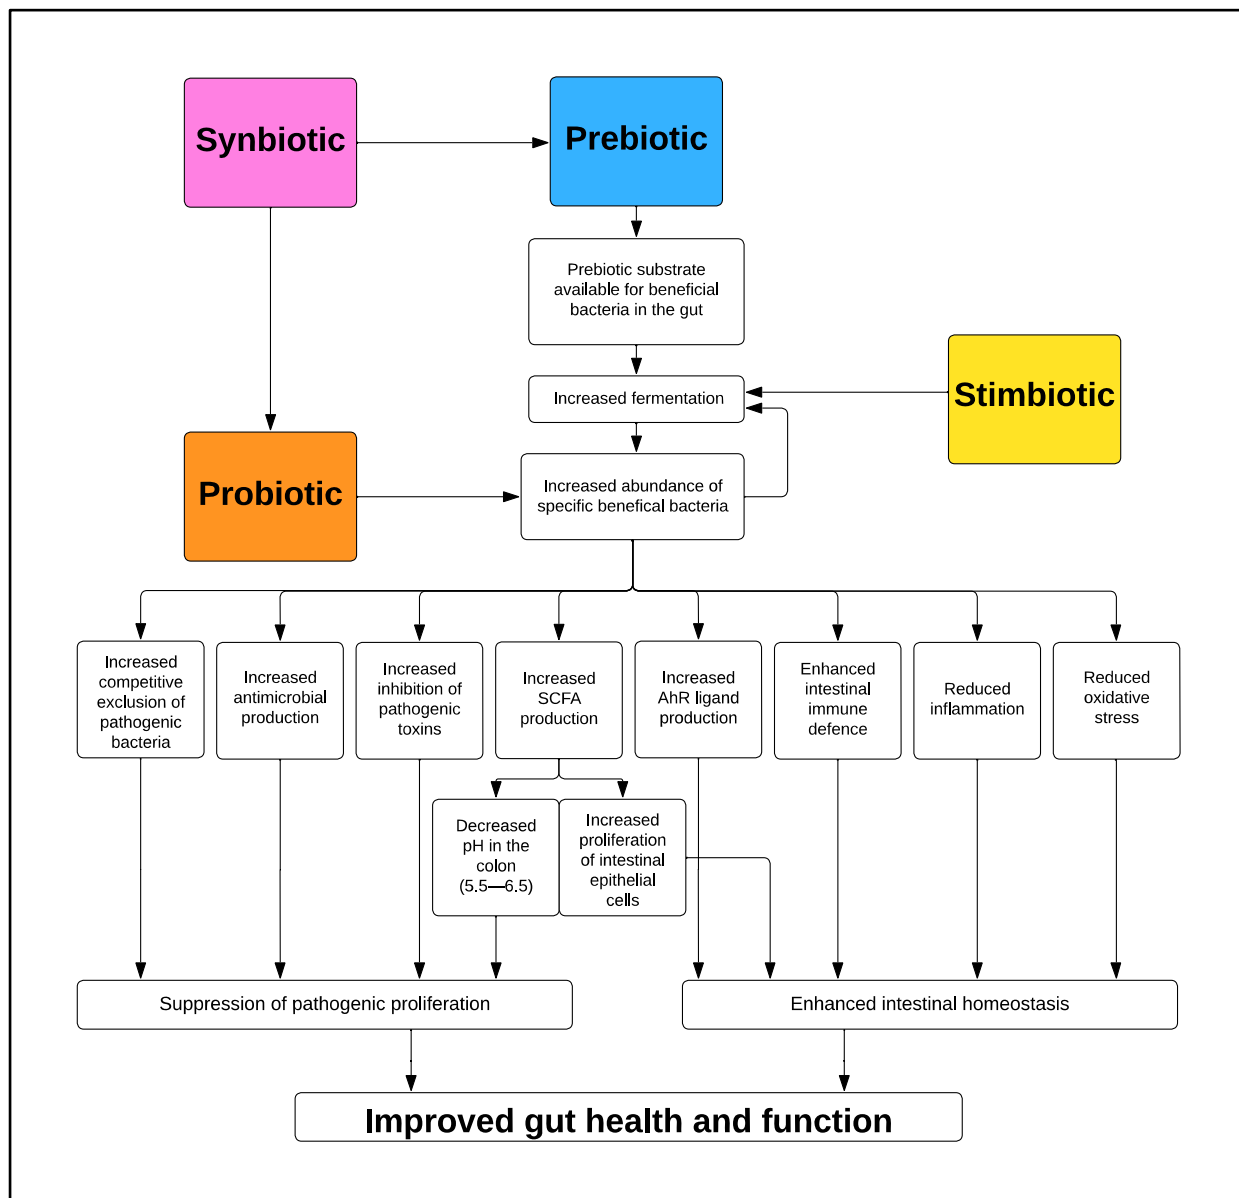 Synbiotic
Prebiotic
Prebiotic substrate
available for beneficial
bacteria in the gut
Stimbiotic
Increased fermentation
Probiotic
Increased abundance of
specific benefical bacteria
Increased
competitive
exclusion of
pathogenic
bacteria
Increased
antimicrobial
production
Increased
inhibition of
pathogenic
toxins
Increased
SCFA
production
Increased
AhR ligand
production
Enhanced
intestinal
immune
defence
Reduced
inflammation
Reduced
oxidative
stress
Decreased
pH in the
colon
(5.5—6.5)
Increased
proliferation
of intestinal
epithelial
cells
Suppression of pathogenic proliferation
Enhanced intestinal homeostasis
Improved gut health and function